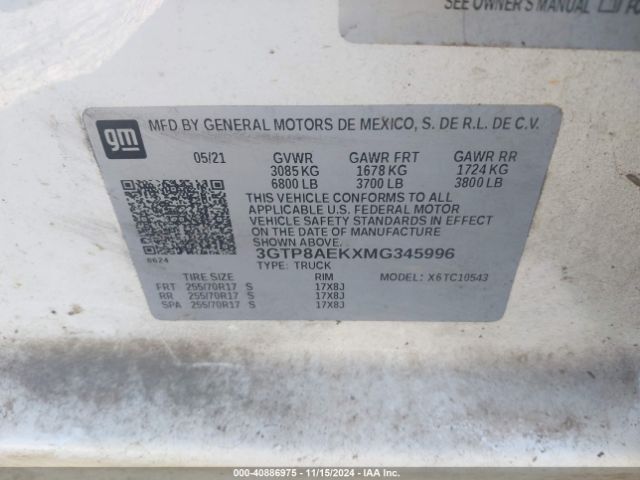 SEE OWNER'S MANUAL
gm
MFD BY GENERAL MOTORS DE MEXICO, S. DE R.L. DE C.V.
05/21 GVWR GAWR FRT GAWR RR
3085 KG 1678 KG 1724 KG
6800 LB 3700 LB 3800 LB
THIS VEHICLE CONFORMS TO ALL
APPLICABLE U.S. FEDERAL MOTOR
VEHICLE SAFETY STANDARDS IN EFFECT
ON THE DATE OF MANUFACTURE
SHOWN ABOVE.
3GTP8AEKXMG345996
6624 TYPE: TRUCK
TIRE SIZE RIM MODEL: X6TC10543
FRT 255/70R17 S 17X8J
RR 255/70R17 S 17X8J
SPA 255/70R17 S 17X8J
000-40886975 - 11/15/2024 - IAA Inc.